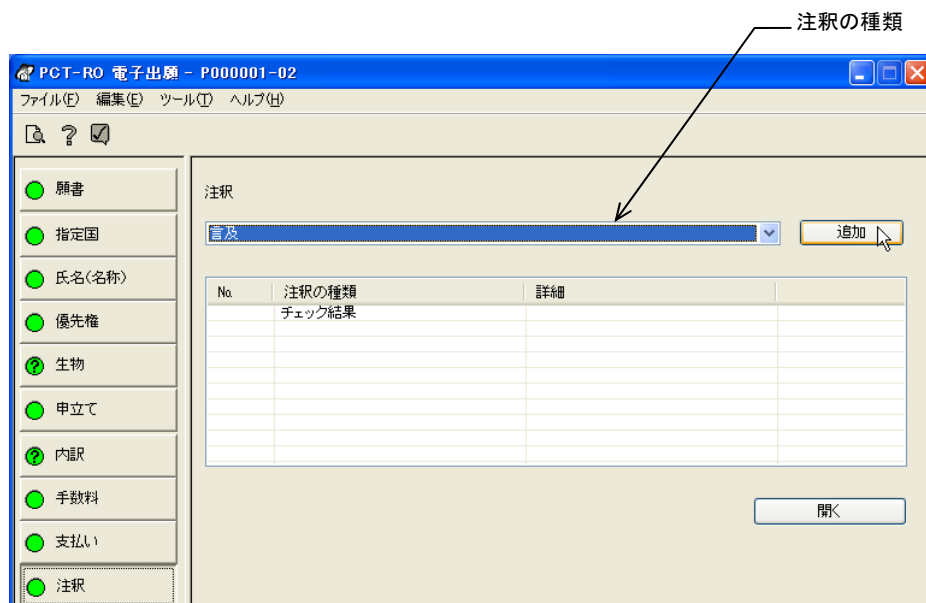 注釈の種類
PCT-RO 電子出願 - P000001-02
ファイル(F) 編集(E) ツール(T) ヘルプ(H)
願書
指定国
氏名(名称)
優先権
生物
申立て
内訳
手数料
支払い
注釈
注釈
言及 追加
No. 注釈の種類 詳細
チェック結果
開く